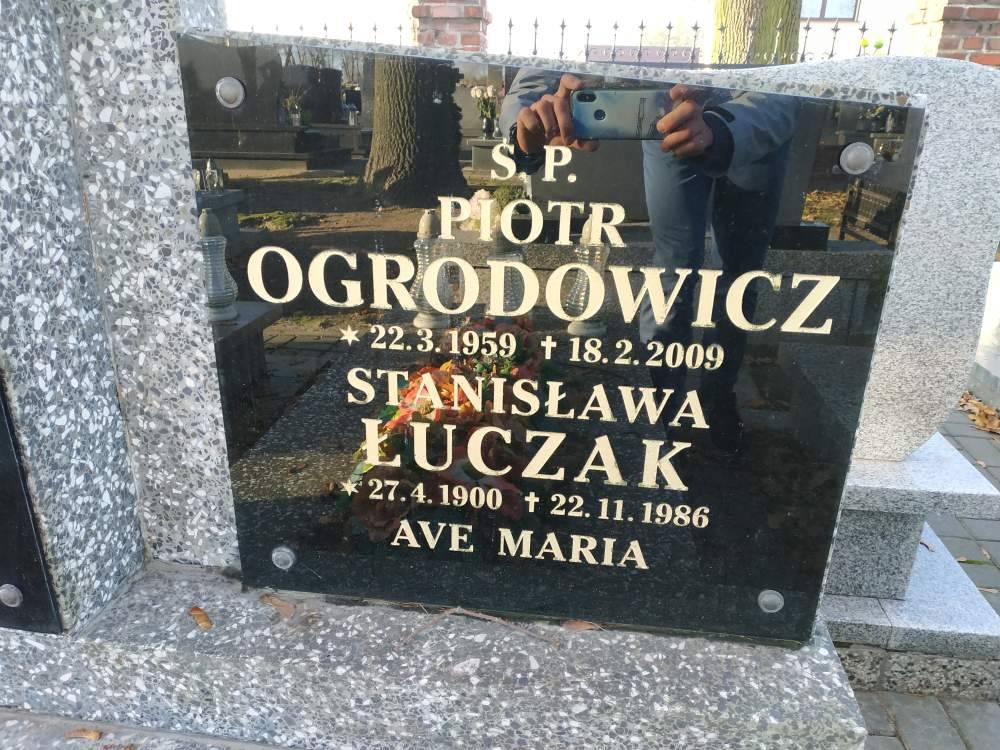 Ś. P.
PIOTR
OGRODOWICZ
✶ 22.3.1959 ✝ 18.2.2009
STANISŁAWA
ŁUCZAK
✶ 27.4.1900 ✝ 22.11.1986
AVE MARIA